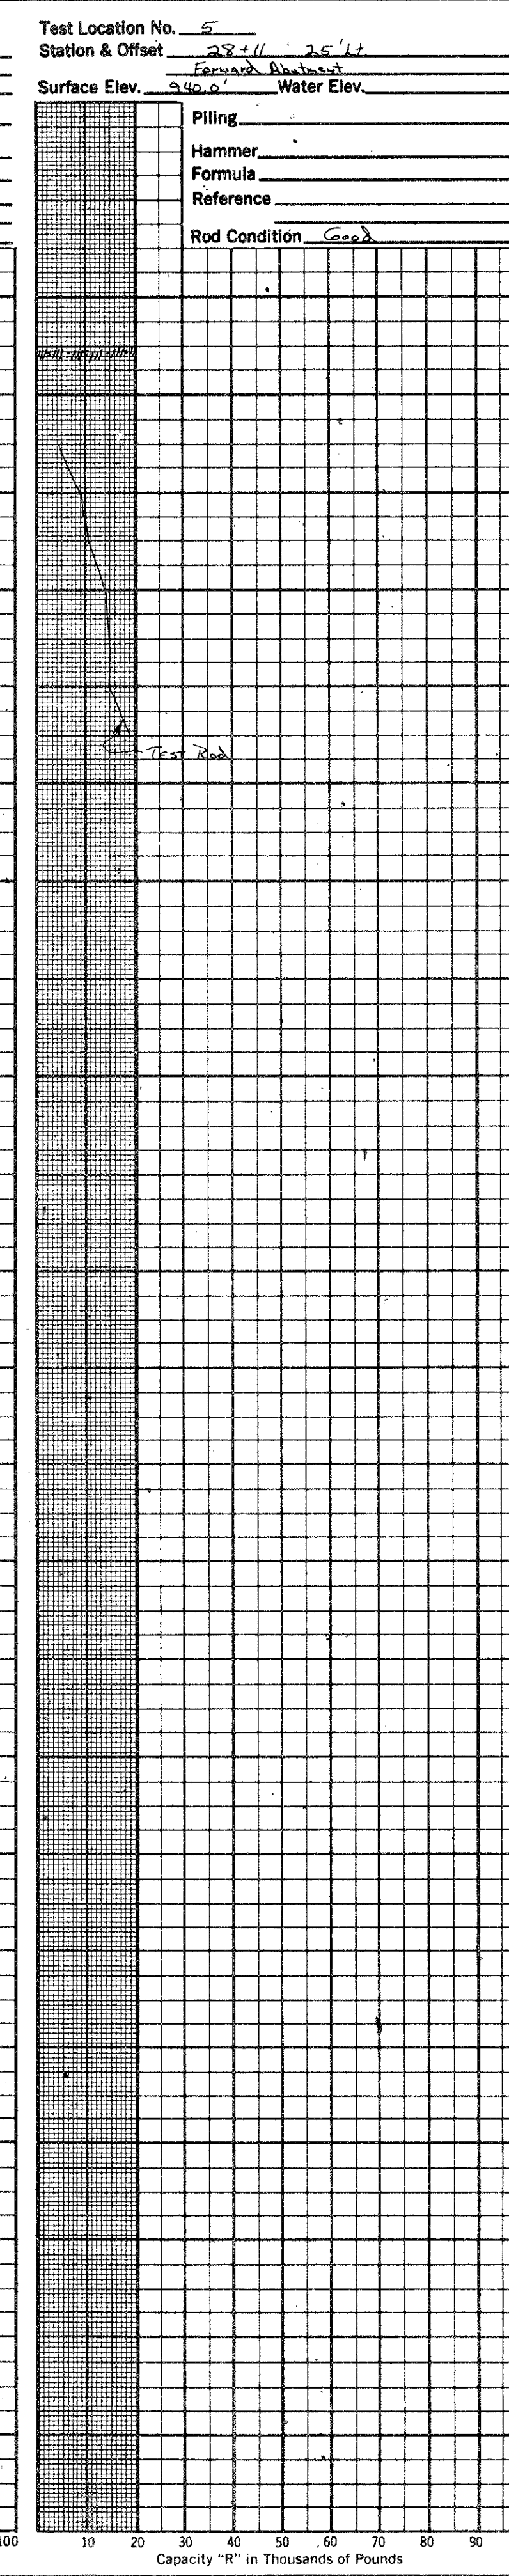 Test Location No. 5
Station & Offset 28+11 25' Lt.
Forward Abutment
Surface Elev. 940.0' Water Elev.
Piling
Hammer
Formula
Reference
Rod Condition Good
Test Rod
100 10 20 30 40 50 60 70 80 90
Capacity "R" in Thousands of Pounds